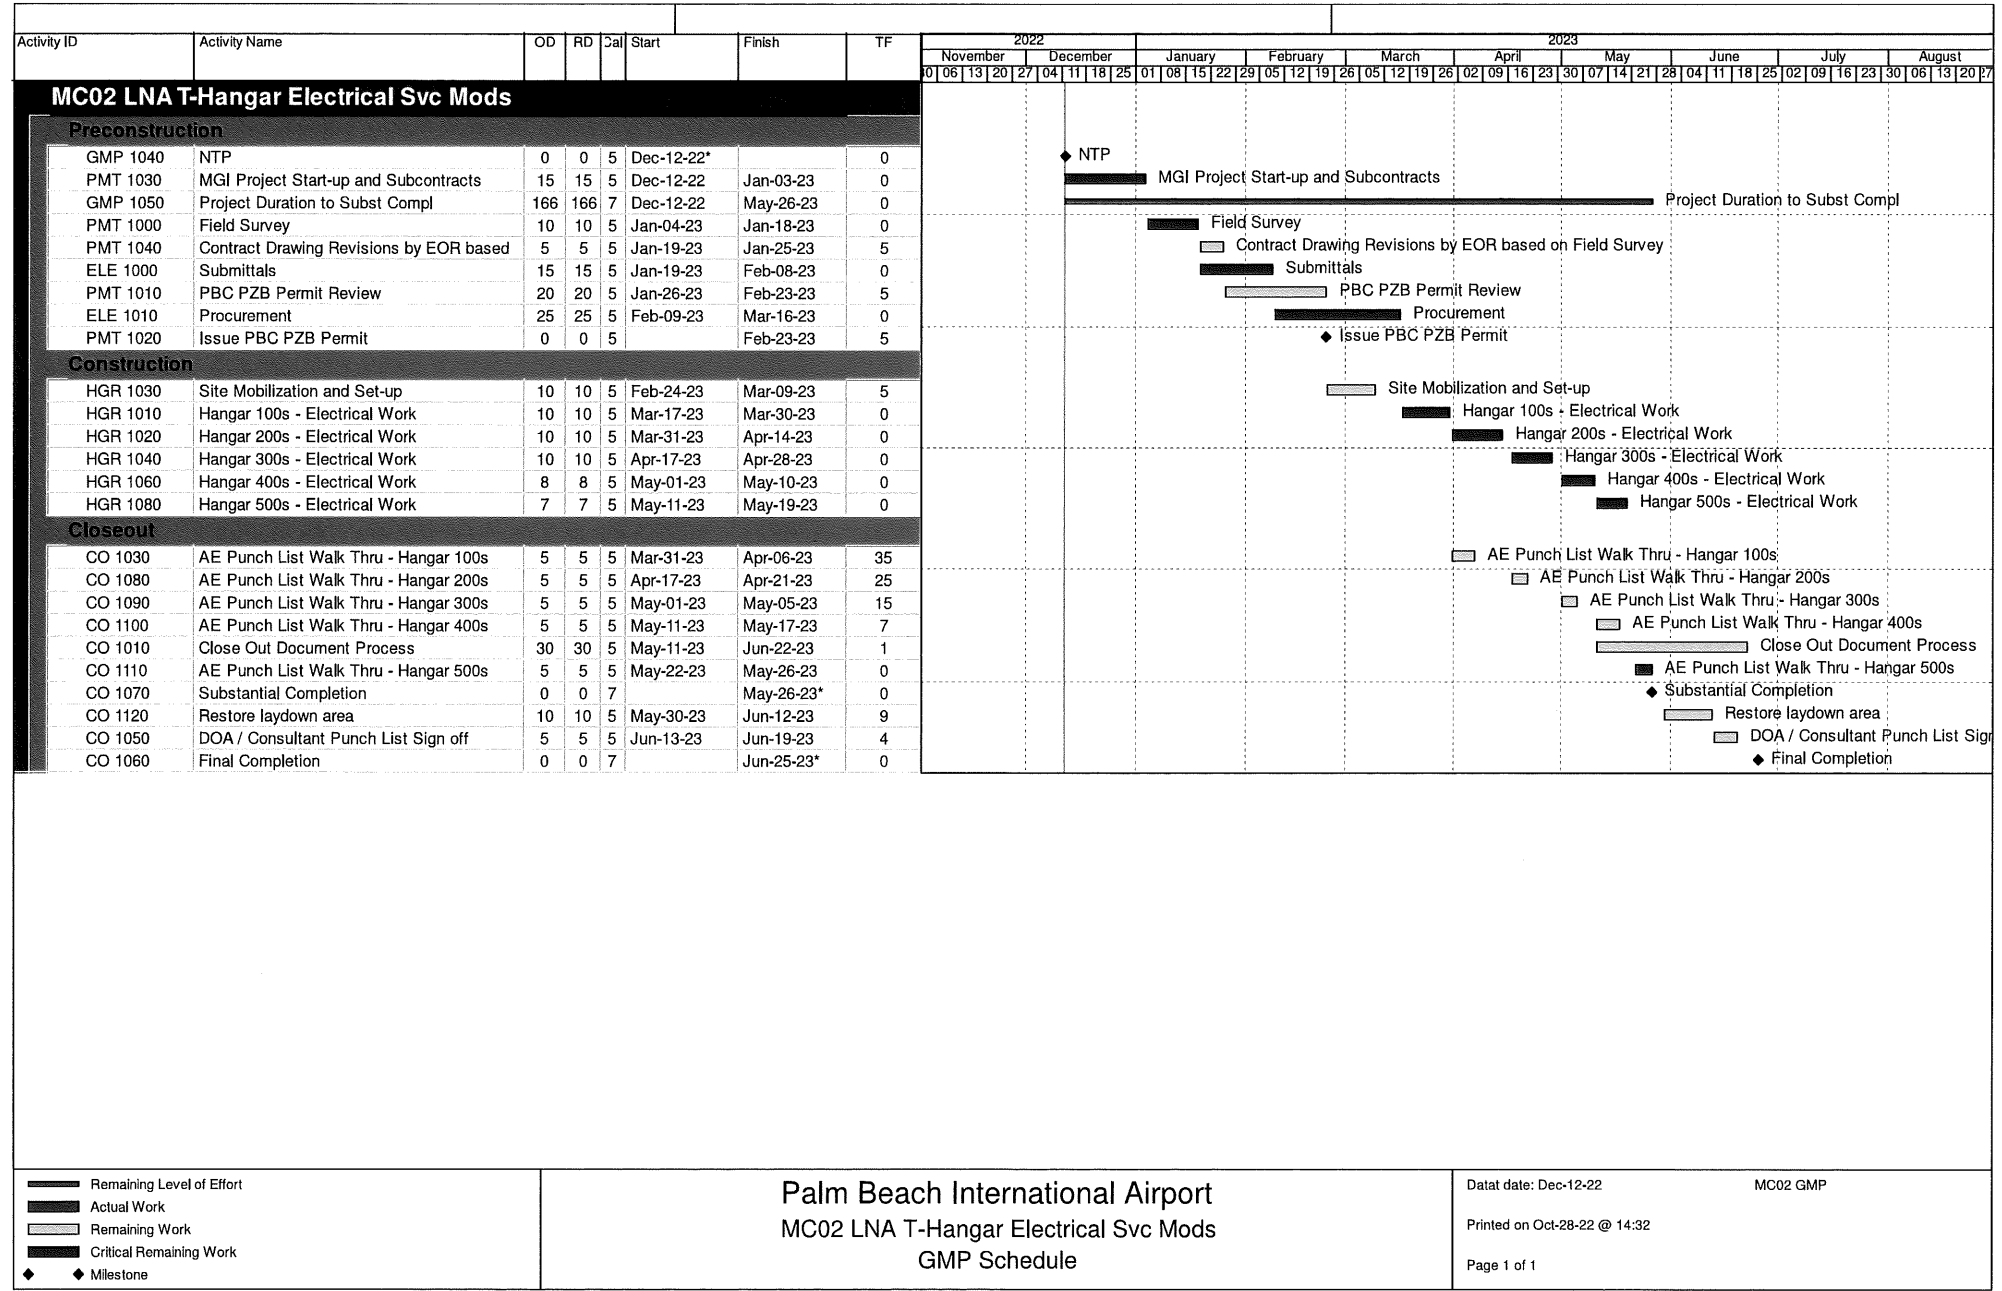 Activity ID Activity Name OD RD Cal Start Finish TF
2022 2023
November December January February March April May June July August
30 06 13 20 27 04 11 18 25 01 08 15 22 29 05 12 19 26 05 12 19 26 02 09 16 23 30 07 14 21 28 04 11 18 25 02 09 16 23 30 06 13 20 27
MC02 LNA T-Hangar Electrical Svc Mods
Preconstruction
GMP 1040 NTP 0 0 5 Dec-12-22* 0 NTP
PMT 1030 MGI Project Start-up and Subcontracts 15 15 5 Dec-12-22 Jan-03-23 0 MGI Project Start-up and Subcontracts
GMP 1050 Project Duration to Subst Compl 166 166 7 Dec-12-22 May-26-23 0 Project Duration to Subst Compl
PMT 1000 Field Survey 10 10 5 Jan-04-23 Jan-18-23 0 Field Survey
PMT 1040 Contract Drawing Revisions by EOR based 5 5 5 Jan-19-23 Jan-25-23 5 Contract Drawing Revisions by EOR based on Field Survey
ELE 1000 Submittals 15 15 5 Jan-19-23 Feb-08-23 0 Submittals
PMT 1010 PBC PZB Permit Review 20 20 5 Jan-26-23 Feb-23-23 5 PBC PZB Permit Review
ELE 1010 Procurement 25 25 5 Feb-09-23 Mar-16-23 0 Procurement
PMT 1020 Issue PBC PZB Permit 0 0 5 Feb-23-23 5 Issue PBC PZB Permit
Construction
HGR 1030 Site Mobilization and Set-up 10 10 5 Feb-24-23 Mar-09-23 5 Site Mobilization and Set-up
HGR 1010 Hangar 100s - Electrical Work 10 10 5 Mar-17-23 Mar-30-23 0 Hangar 100s - Electrical Work
HGR 1020 Hangar 200s - Electrical Work 10 10 5 Mar-31-23 Apr-14-23 0 Hangar 200s - Electrical Work
HGR 1040 Hangar 300s - Electrical Work 10 10 5 Apr-17-23 Apr-28-23 0 Hangar 300s - Electrical Work
HGR 1060 Hangar 400s - Electrical Work 8 8 5 May-01-23 May-10-23 0 Hangar 400s - Electrical Work
HGR 1080 Hangar 500s - Electrical Work 7 7 5 May-11-23 May-19-23 0 Hangar 500s - Electrical Work
Closeout
CO 1030 AE Punch List Walk Thru - Hangar 100s 5 5 5 Mar-31-23 Apr-06-23 35 AE Punch List Walk Thru - Hangar 100s
CO 1080 AE Punch List Walk Thru - Hangar 200s 5 5 5 Apr-17-23 Apr-21-23 25 AE Punch List Walk Thru - Hangar 200s
CO 1090 AE Punch List Walk Thru - Hangar 300s 5 5 5 May-01-23 May-05-23 15 AE Punch List Walk Thru - Hangar 300s
CO 1100 AE Punch List Walk Thru - Hangar 400s 5 5 5 May-11-23 May-17-23 7 AE Punch List Walk Thru - Hangar 400s
CO 1010 Close Out Document Process 30 30 5 May-11-23 Jun-22-23 1 Close Out Document Process
CO 1110 AE Punch List Walk Thru - Hangar 500s 5 5 5 May-22-23 May-26-23 0 AE Punch List Walk Thru - Hangar 500s
CO 1070 Substantial Completion 0 0 7 May-26-23* 0 Substantial Completion
CO 1120 Restore laydown area 10 10 5 May-30-23 Jun-12-23 9 Restore laydown area
CO 1050 DOA / Consultant Punch List Sign off 5 5 5 Jun-13-23 Jun-19-23 4 DOA / Consultant Punch List Sign
CO 1060 Final Completion 0 0 7 Jun-25-23* 0 Final Completion
Remaining Level of Effort
Actual Work
Remaining Work
Critical Remaining Work
Milestone
Palm Beach International Airport
MC02 LNA T-Hangar Electrical Svc Mods
GMP Schedule
Datat date: Dec-12-22 MC02 GMP
Printed on Oct-28-22 @ 14:32
Page 1 of 1